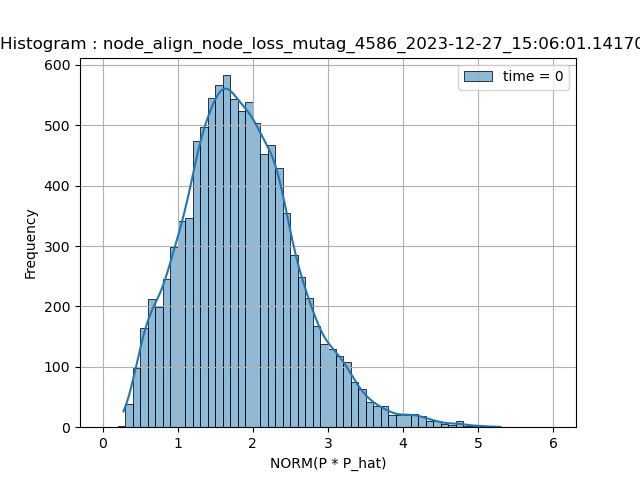 Histogram : node_align_node_loss_mutag_4586_2023-12-27_15:06:01.14170
time = 0
600
500
400
300
200
100
0
Frequency
0 1 2 3 4 5 6
NORM(P * P_hat)